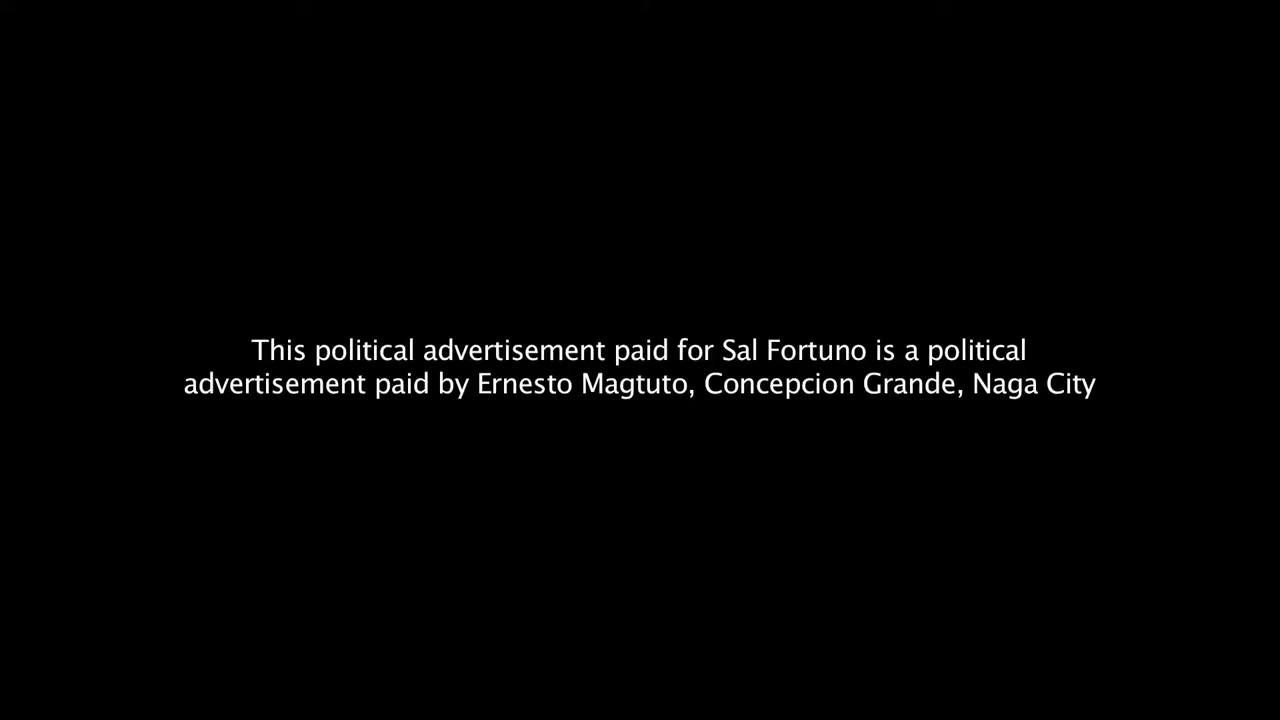 This political advertisement paid for Sal Fortuno is a political
advertisement paid by Ernesto Magtuto, Concepcion Grande, Naga City